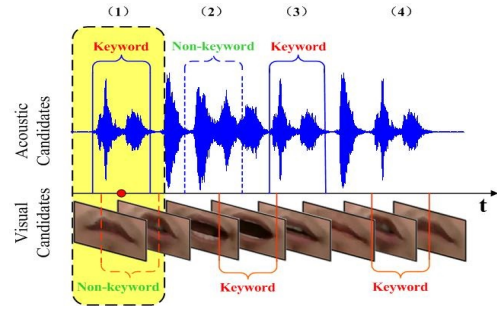 (1) (2) (3) (4)
Keyword Non-keyword Keyword
Acoustic
Candidates
t
Visual
Candidates
Non-keyword Keyword Keyword